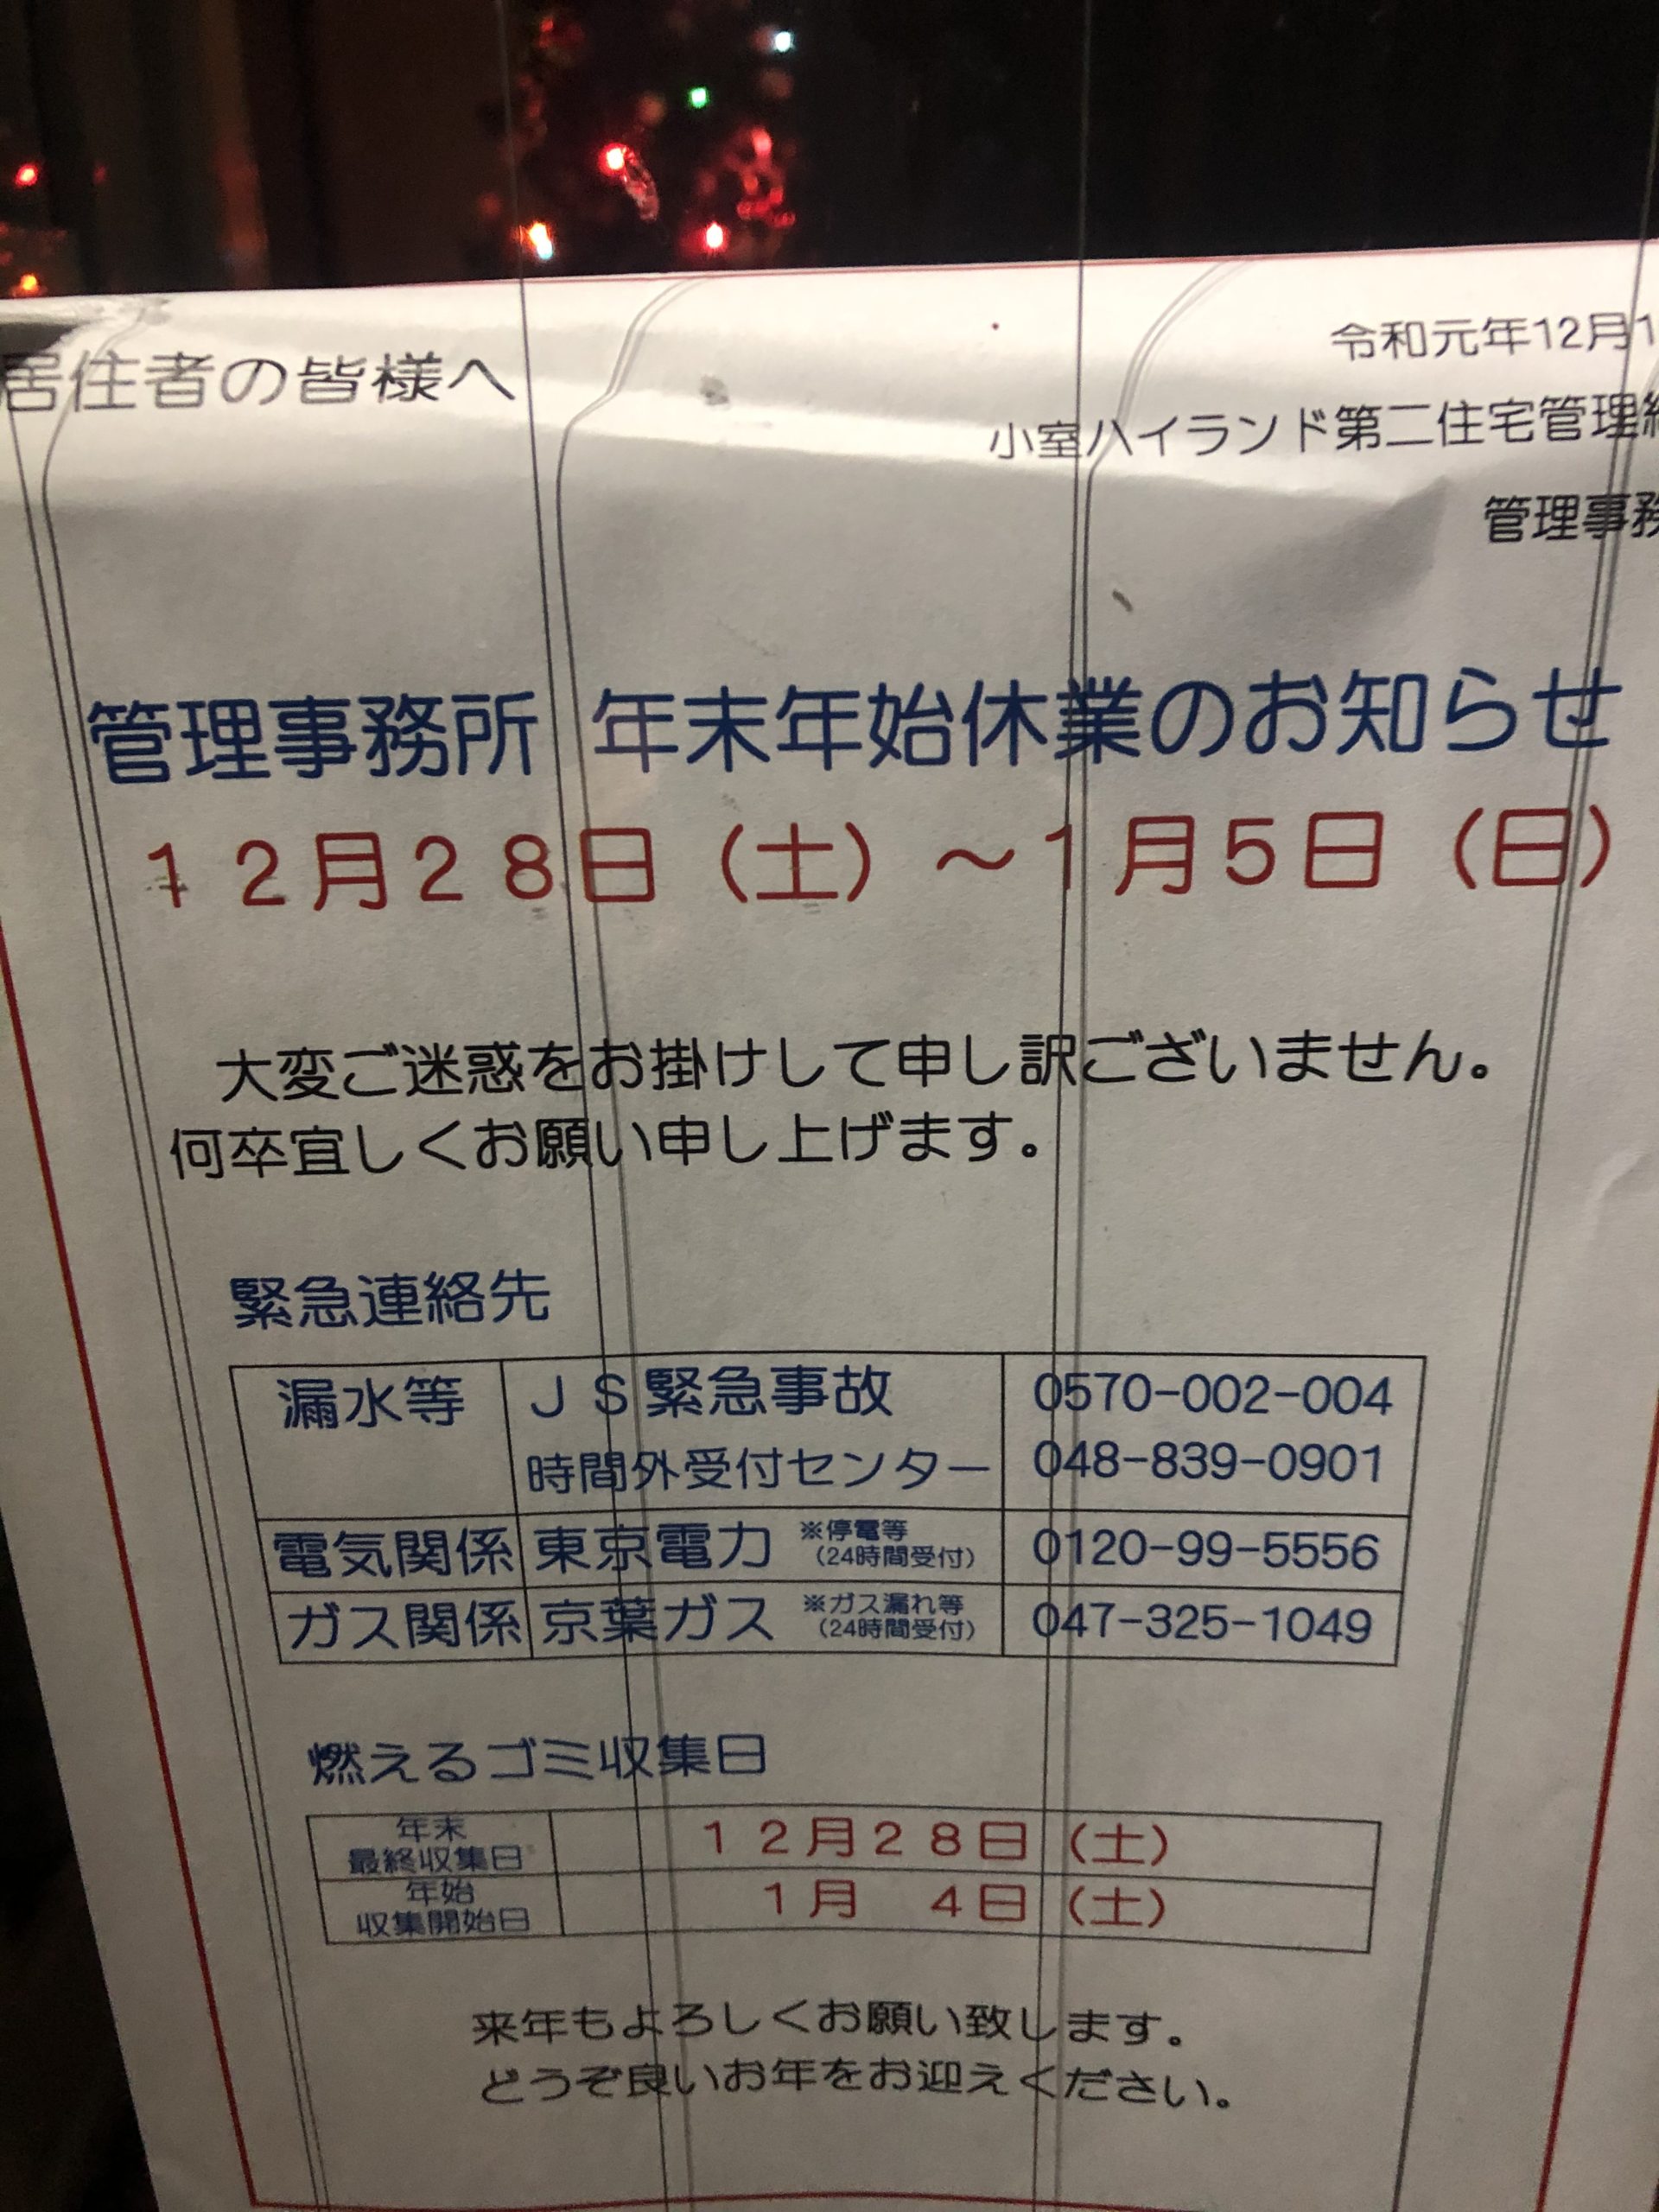 居住者の皆様へ
令和元年12月1
小室ハイランド第二住宅管理組
管理事務
管理事務所 年末年始休業のお知らせ
１２月２８日（土）～１月５日（日）
大変ご迷惑をお掛けして申し訳ございません。
何卒宜しくお願い申し上げます。
緊急連絡先
漏水等 ＪＳ緊急事故 0570-002-004
時間外受付センター 048-839-0901
電気関係 東京電力 ※停電等（24時間受付） 0120-99-5556
ガス関係 京葉ガス ※ガス漏れ等（24時間受付） 047-325-1049
燃えるゴミ収集日
年末
最終収集日 １２月２８日（土）
年始
収集開始日 １月　４日（土）
来年もよろしくお願い致します。
どうぞ良いお年をお迎えください。